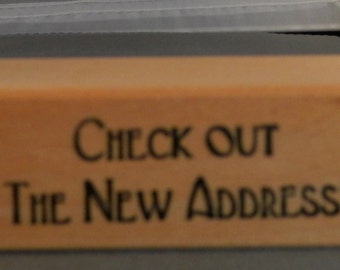 CHECK OUT
THE NEW ADDRESS